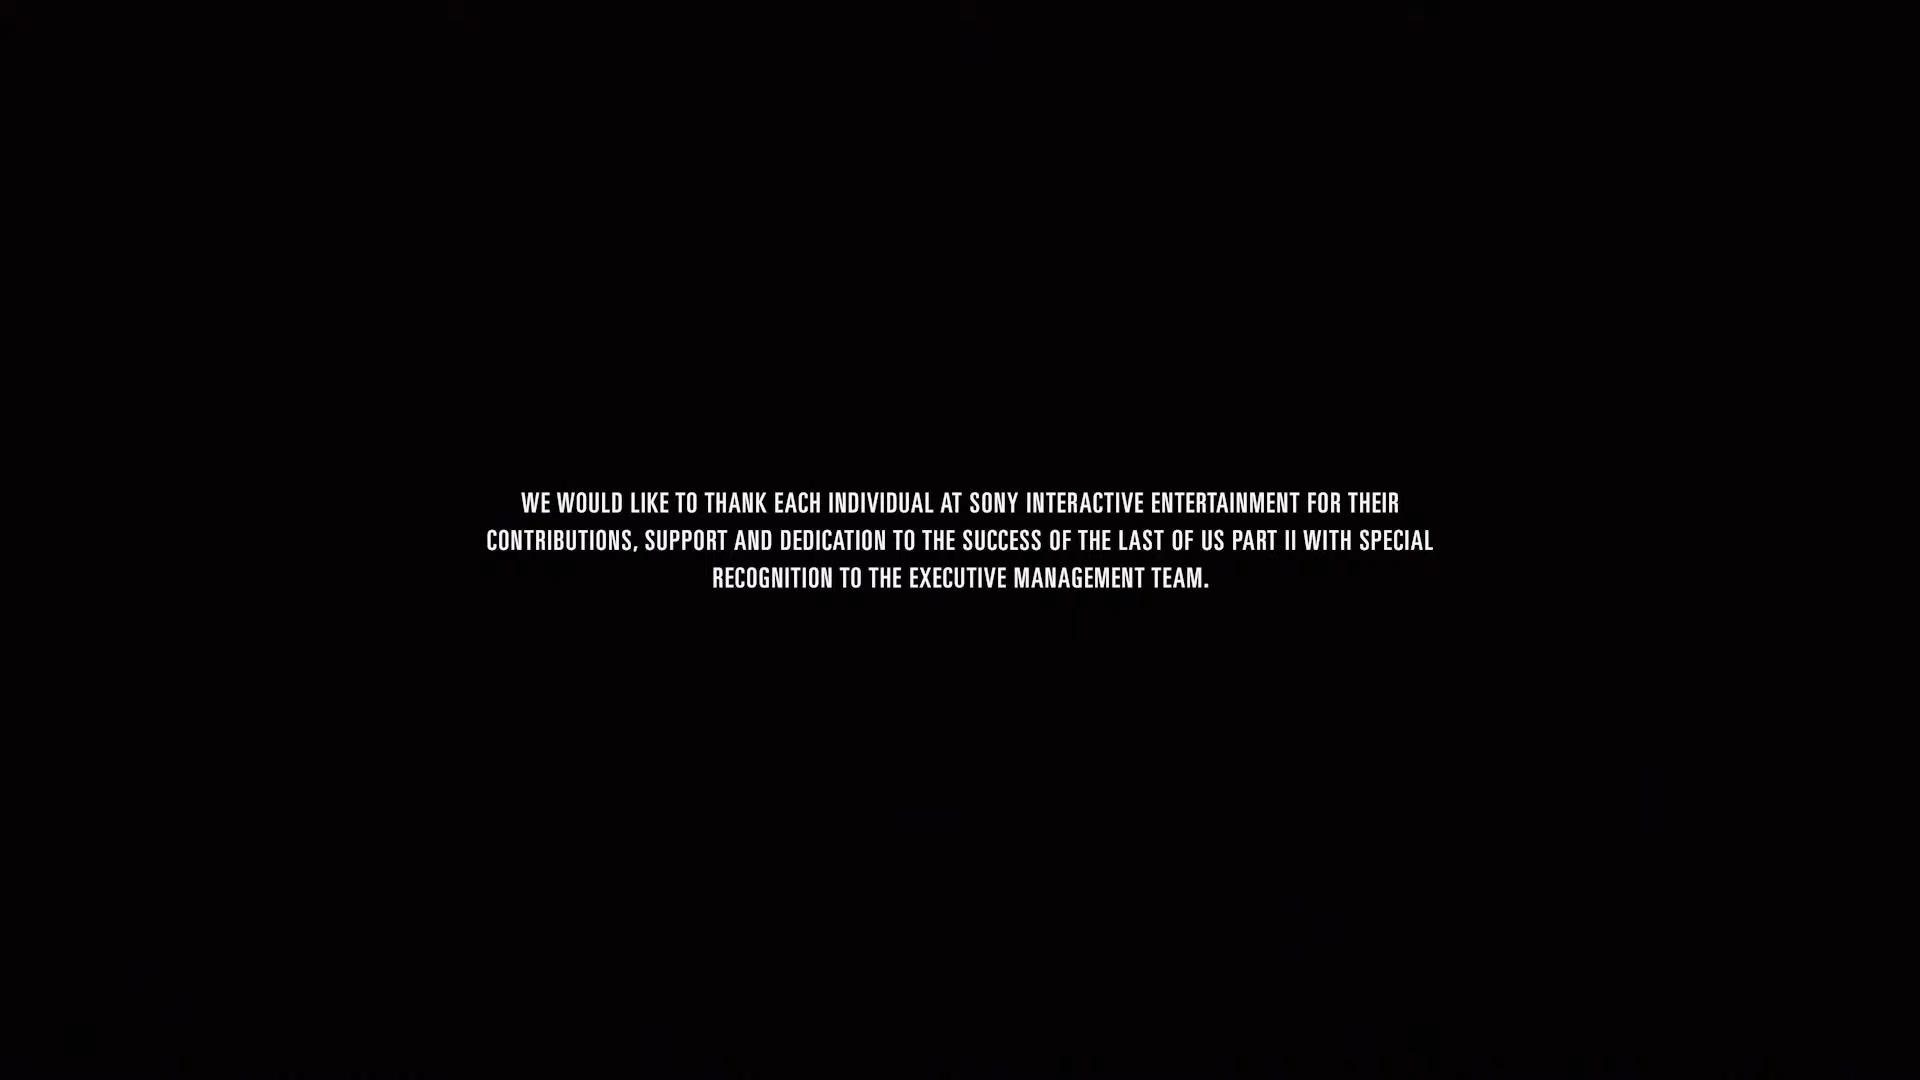 WE WOULD LIKE TO THANK EACH INDIVIDUAL AT SONY INTERACTIVE ENTERTAINMENT FOR THEIR
CONTRIBUTIONS, SUPPORT AND DEDICATION TO THE SUCCESS OF THE LAST OF US PART II WITH SPECIAL
RECOGNITION TO THE EXECUTIVE MANAGEMENT TEAM.